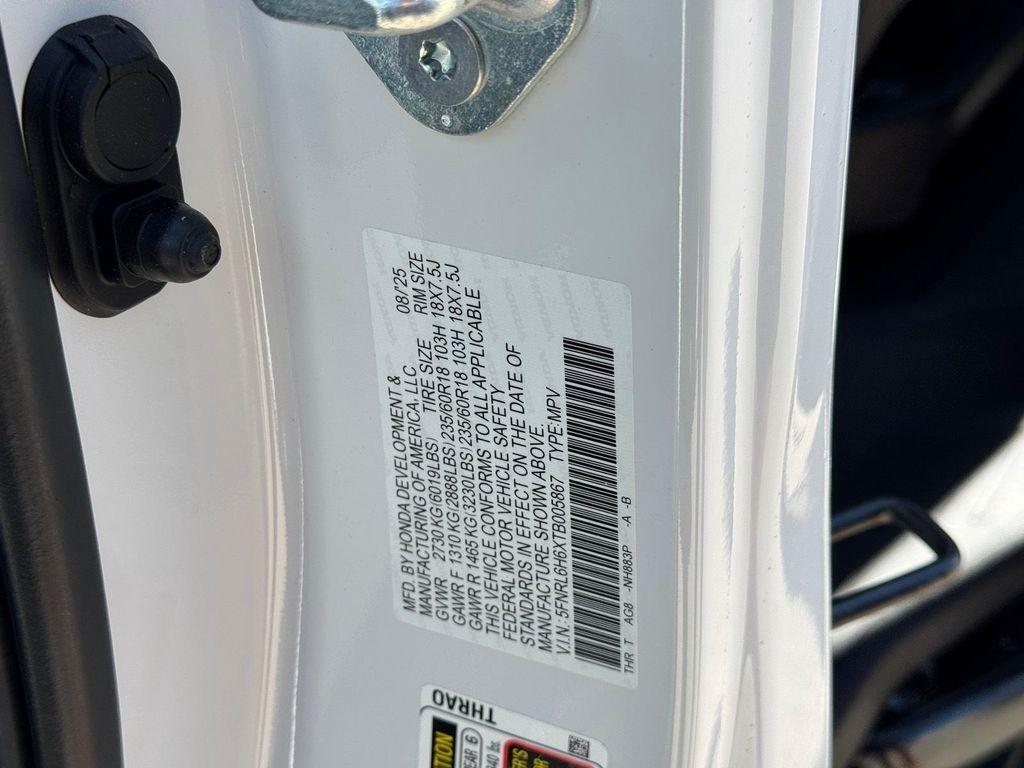 MFD. BY HONDA DEVELOPMENT &
MANUFACTURING OF AMERICA, LLC 08/'25
GVWR 2730 KG(6019LBS) TIRE SIZE RIM SIZE
GAWR F 1310 KG(2888LBS)235/60R18 103H 18X7.5J
GAWR R 1465 KG(3230LBS)235/60R18 103H 18X7.5J
THIS VEHICLE CONFORMS TO ALL APPLICABLE
FEDERAL MOTOR VEHICLE SAFETY
STANDARDS IN EFFECT ON THE DATE OF
MANUFACTURE SHOWN ABOVE.
V.I.N.: 5FNRL6H6XTB005867 TYPE:MPV
THR T AG8 -NH883P -A -B
THRAO